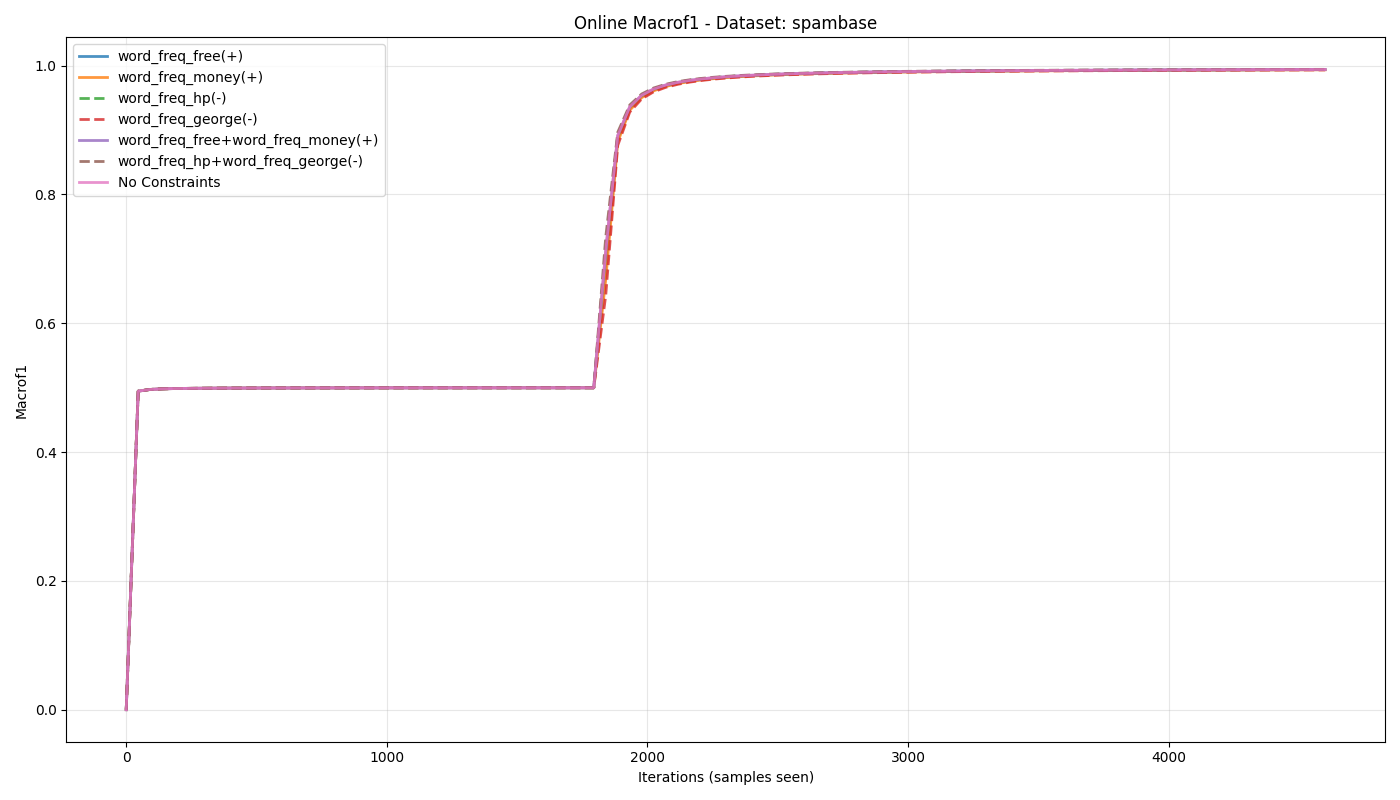 Online Macrof1 - Dataset: spambase
word_freq_free(+)
word_freq_money(+)
word_freq_hp(-)
word_freq_george(-)
word_freq_free+word_freq_money(+)
word_freq_hp+word_freq_george(-)
No Constraints
Macrof1
1.0
0.8
0.6
0.4
0.2
0.0
0 1000 2000 3000 4000
Iterations (samples seen)